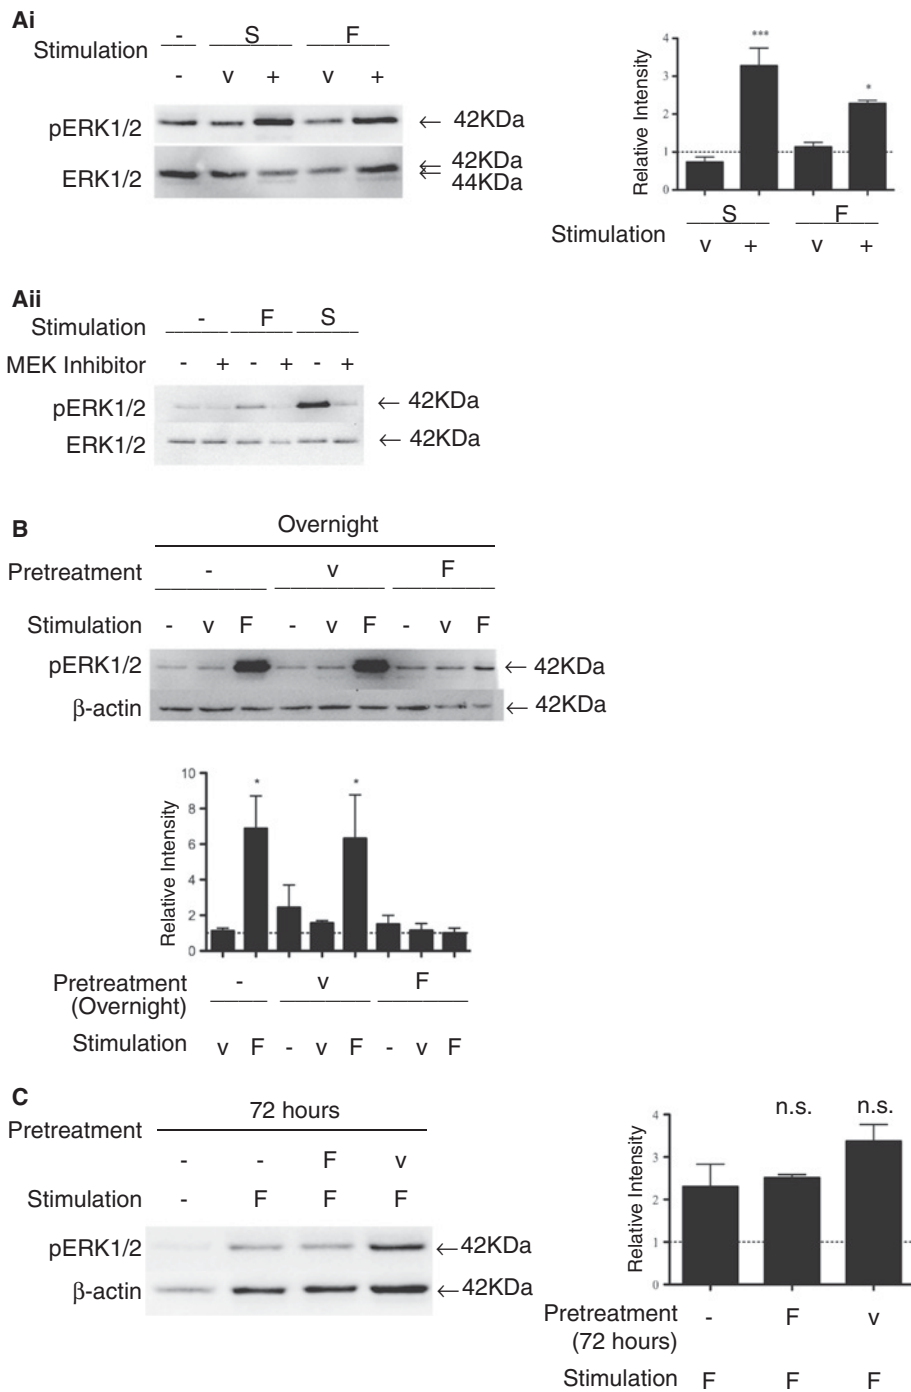 Ai
Stimulation - S F
- v + v +
pERK1/2 ← 42KDa
ERK1/2 ← 42KDa
← 44KDa
Relative Intensity
4
3
2
1
0
***
*
S F
Stimulation v + v +
Aii
Stimulation - F S
MEK Inhibitor - + - + - +
pERK1/2 ← 42KDa
ERK1/2 ← 42KDa
B
Overnight
Pretreatment - v F
Stimulation - v F - v F - v F
pERK1/2 ← 42KDa
β-actin ← 42KDa
Relative Intensity
10
8
6
4
2
0
* *
Pretreatment - v F
(Overnight)
Stimulation v F - v F - v F
C
72 hours
Pretreatment
- - F v
Stimulation - F F F
pERK1/2 ←42KDa
β-actin ←42KDa
Relative Intensity
4
3
2
1
0
n.s. n.s.
Pretreatment - F v
(72 hours)
Stimulation F F F